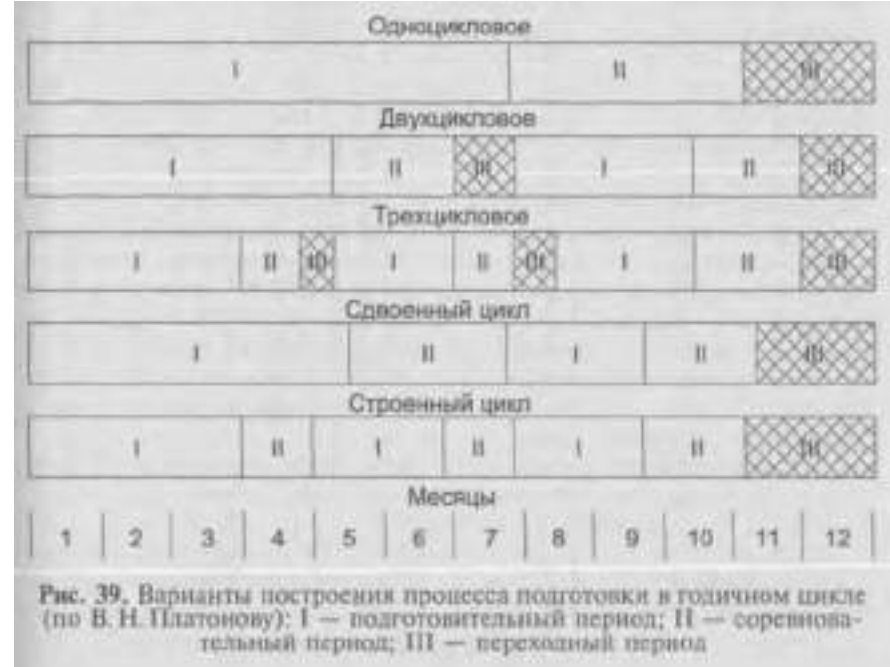 Одноцикловое
I II III
Двухцикловое
I II III I II III
Трехцикловое
I II III I II III I II III
Сдвоенный цикл
I II I II III
Строенный цикл
I II I II I II III
Месяцы
1 2 3 4 5 6 7 8 9 10 11 12
Рис. 39. Варианты построения процесса подготовки в годичном цикле
(по В. Н. Платонову): I — подготовительный период; II — соревнова-
тельный период; III — переходный период